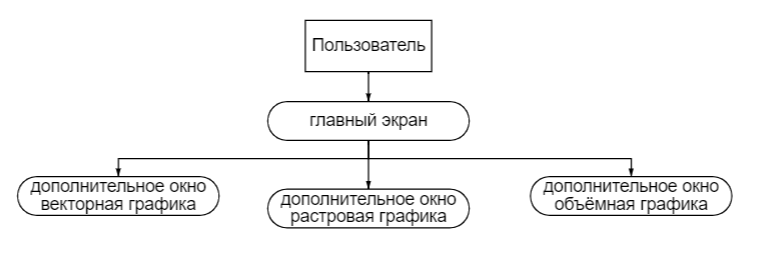 Пользователь
главный экран
дополнительное окно
векторная графика
дополнительное окно
растровая графика
дополнительное окно
объёмная графика